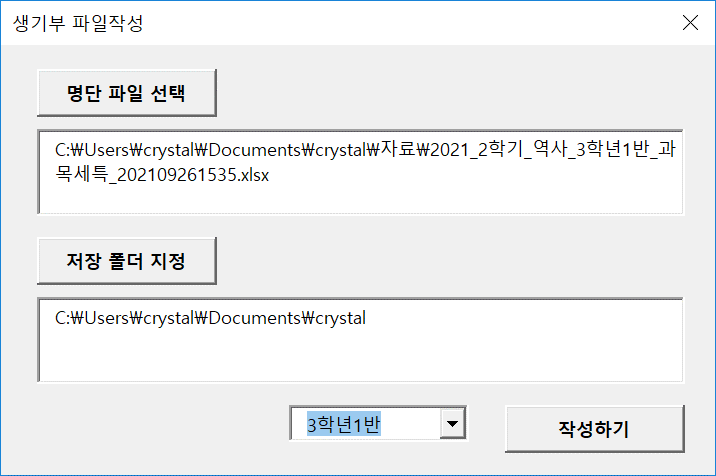 생기부 파일작성
명단 파일 선택
C:₩Users₩crystal₩Documents₩crystal₩자료₩2021_2학기_역사_3학년1반_과
목세특_202109261535.xlsx
저장 폴더 지정
C:₩Users₩crystal₩Documents₩crystal
3학년1반
작성하기